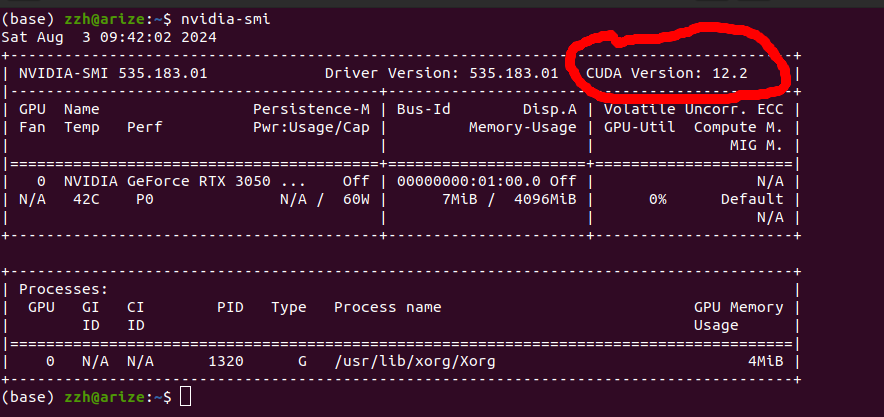 (base) zzh@arize:~$ nvidia-smi
Sat Aug  3 09:42:02 2024
+---------------------------------------------------------------------------------------+
| NVIDIA-SMI 535.183.01             Driver Version: 535.183.01   CUDA Version: 12.2     |
|-----------------------------------------+----------------------+----------------------+
| GPU  Name                 Persistence-M | Bus-Id        Disp.A | Volatile Uncorr. ECC |
| Fan  Temp   Perf          Pwr:Usage/Cap |         Memory-Usage | GPU-Util  Compute M. |
|                                         |                      |               MIG M. |
|=========================================+======================+======================|
|   0  NVIDIA GeForce RTX 3050 ...    Off | 00000000:01:00.0 Off |                  N/A |
| N/A   42C    P0              N/A /  60W |      7MiB /  4096MiB |      0%      Default |
|                                         |                      |                  N/A |
+-----------------------------------------+----------------------+----------------------+

+---------------------------------------------------------------------------------------+
| Processes:                                                                            |
|  GPU   GI   CI        PID   Type   Process name                            GPU Memory |
|        ID   ID                                                             Usage      |
|=======================================================================================|
|    0   N/A  N/A      1320      G   /usr/lib/xorg/Xorg                            4MiB |
+---------------------------------------------------------------------------------------+
(base) zzh@arize:~$